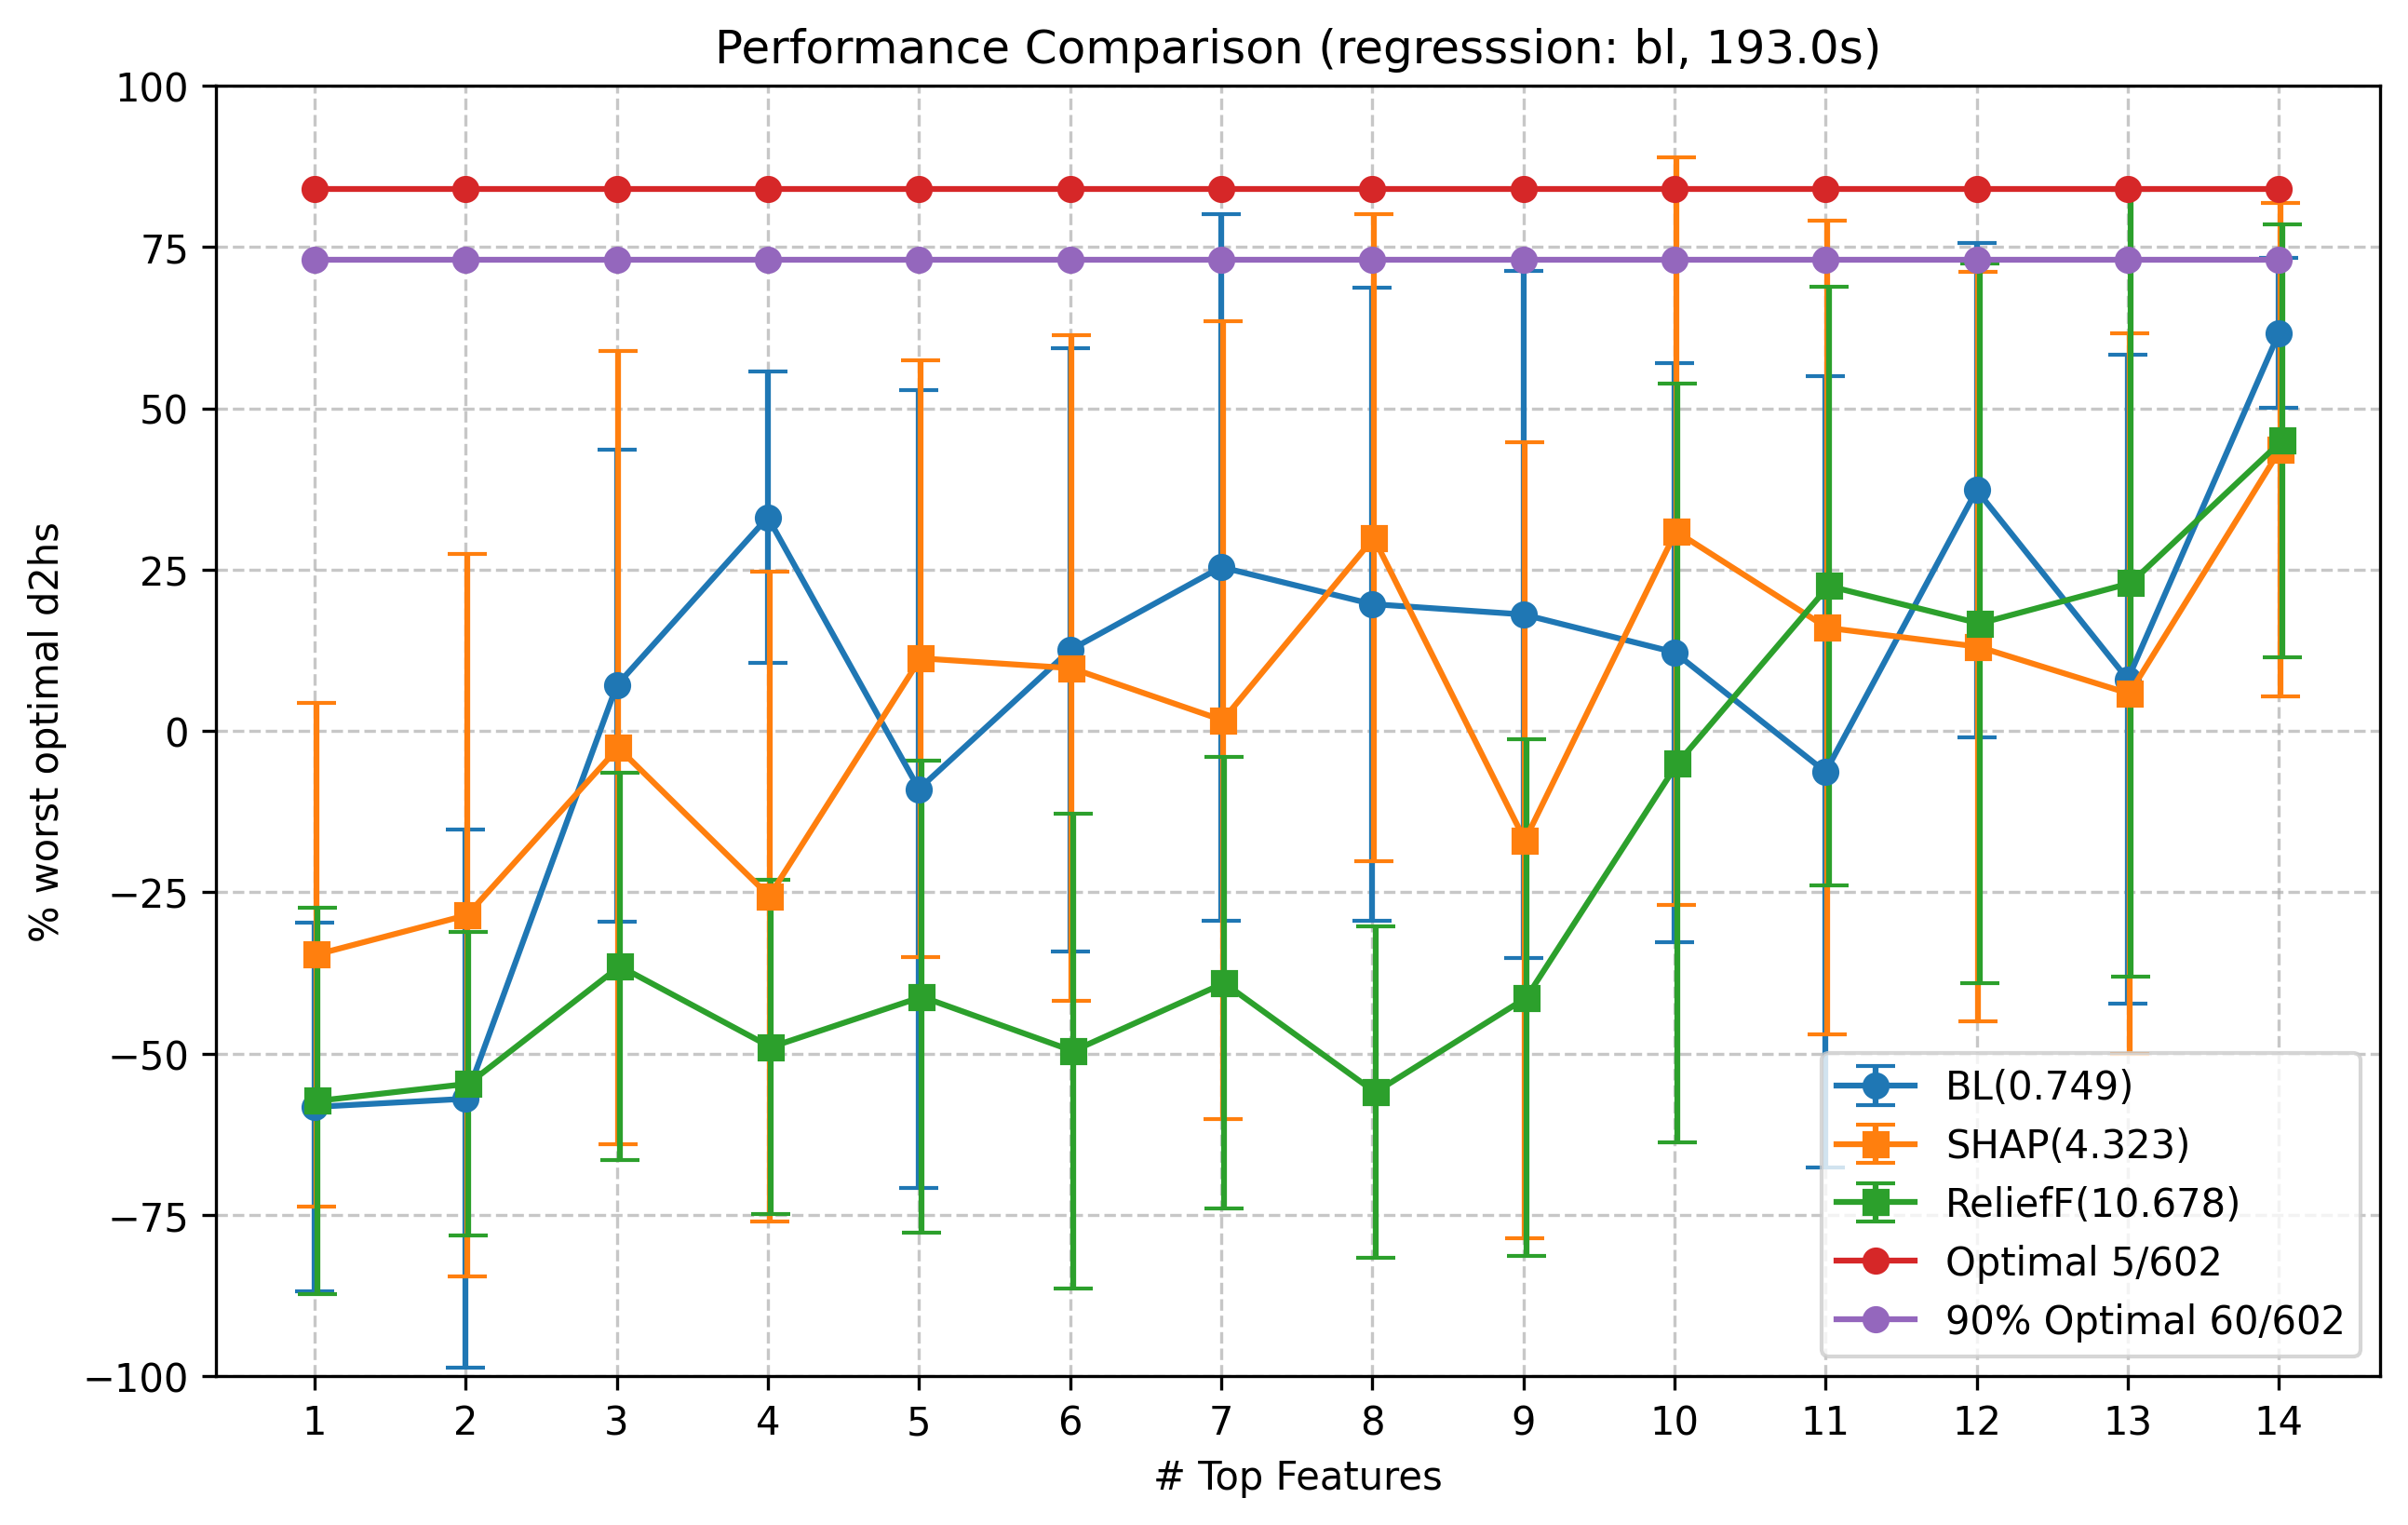 Performance Comparison (regresssion: bl, 193.0s)
% worst optimal d2hs
100
75
50
25
0
−25
−50
−75
−100
BL(0.749)
SHAP(4.323)
ReliefF(10.678)
Optimal 5/602
90% Optimal 60/602
1 2 3 4 5 6 7 8 9 10 11 12 13 14
# Top Features